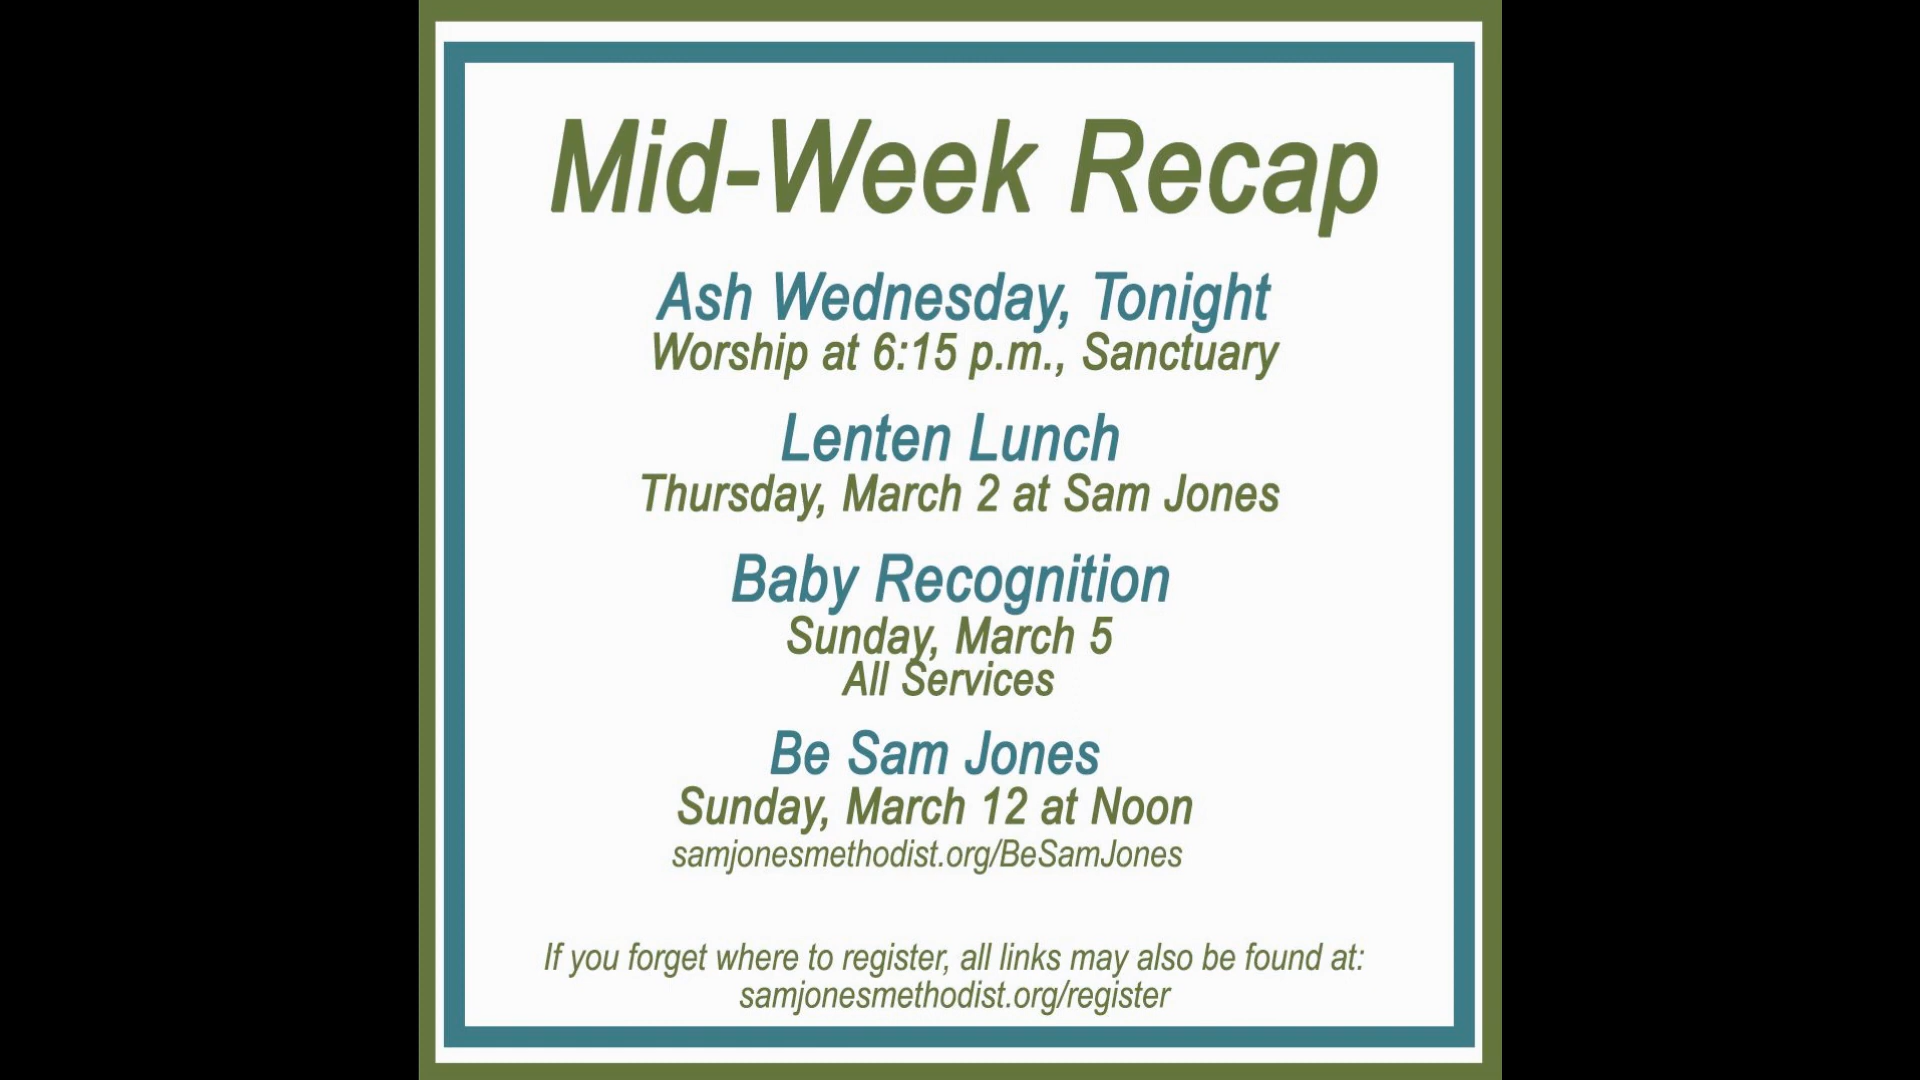 Mid-Week Recap
Ash Wednesday, Tonight
Worship at 6:15 p.m., Sanctuary
Lenten Lunch
Thursday, March 2 at Sam Jones
Baby Recognition
Sunday, March 5
All Services
Be Sam Jones
Sunday, March 12 at Noon
samjonesmethodist.org/BeSamJones
If you forget where to register, all links may also be found at:
samjonesmethodist.org/register